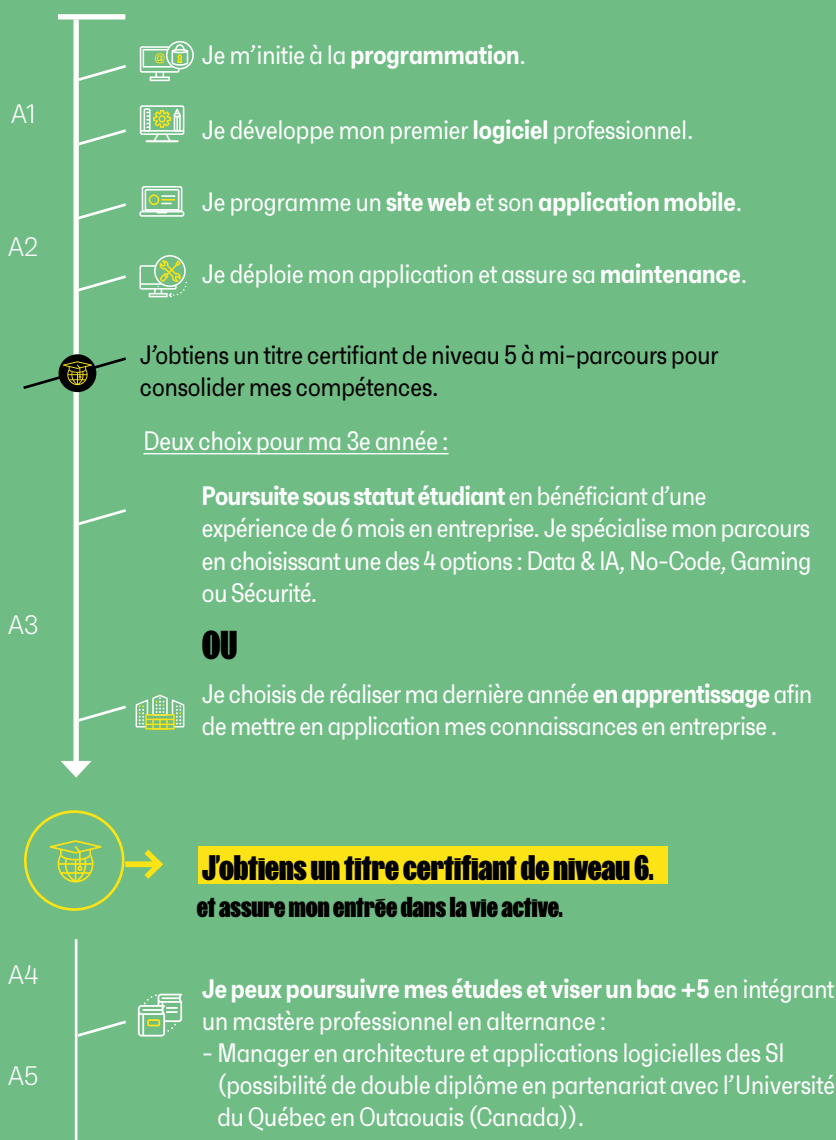 Je m'initie à la programmation.
A1
Je développe mon premier logiciel professionnel.
Je programme un site web et son application mobile.
A2
Je déploie mon application et assure sa maintenance.
J'obtiens un titre certifiant de niveau 5 à mi-parcours pour
consolider mes compétences.
Deux choix pour ma 3e année :
Poursuite sous statut étudiant en bénéficiant d'une
expérience de 6 mois en entreprise. Je spécialise mon parcours
en choisissant une des 4 options : Data & IA, No-Code, Gaming
ou Sécurité.
A3
OU
Je choisis de réaliser ma dernière année en apprentissage afin
de mettre en application mes connaissances en entreprise .
J'obtiens un titre certifiant de niveau 6.
et assure mon entrée dans la vie active.
A4
Je peux poursuivre mes études et viser un bac +5 en intégrant
un mastère professionnel en alternance :
- Manager en architecture et applications logicielles des SI
A5
(possibilité de double diplôme en partenariat avec l'Université
du Québec en Outaouais (Canada)).